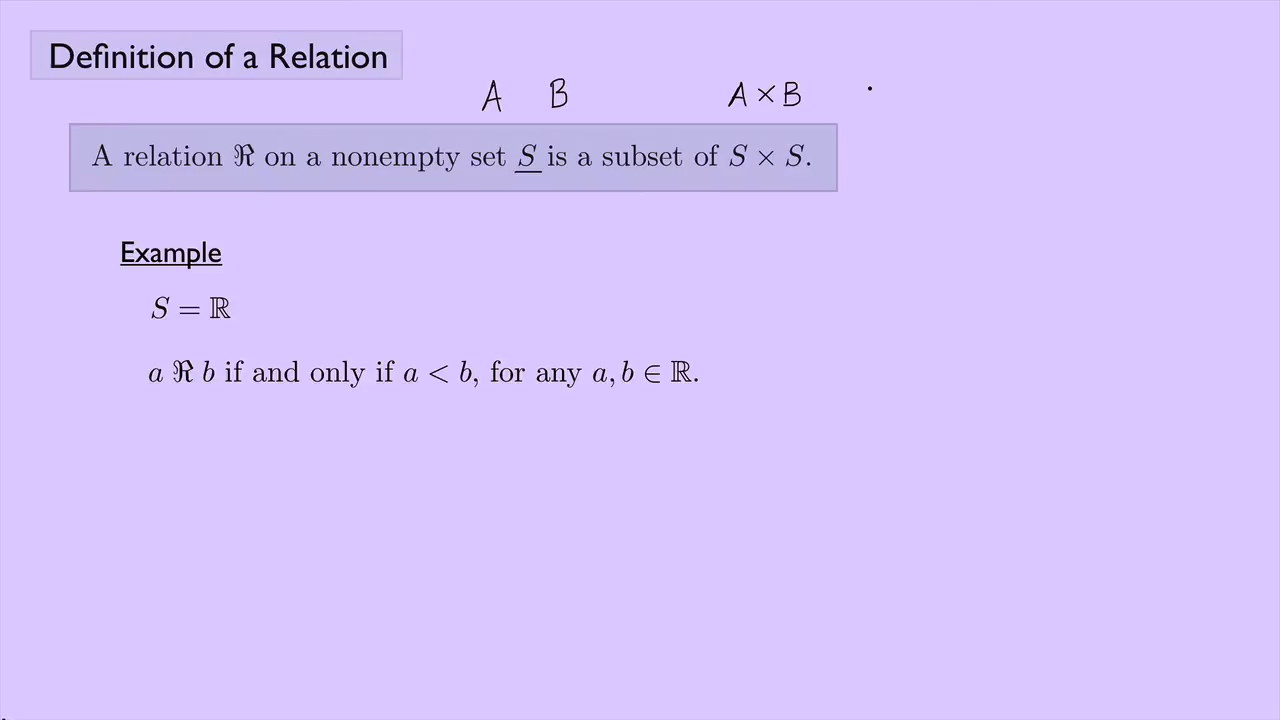 Definition of a Relation
A B A × B
A relation ℜ on a nonempty set S is a subset of S × S.
Example
S = ℝ
a ℜ b if and only if a < b, for any a, b ∈ ℝ.